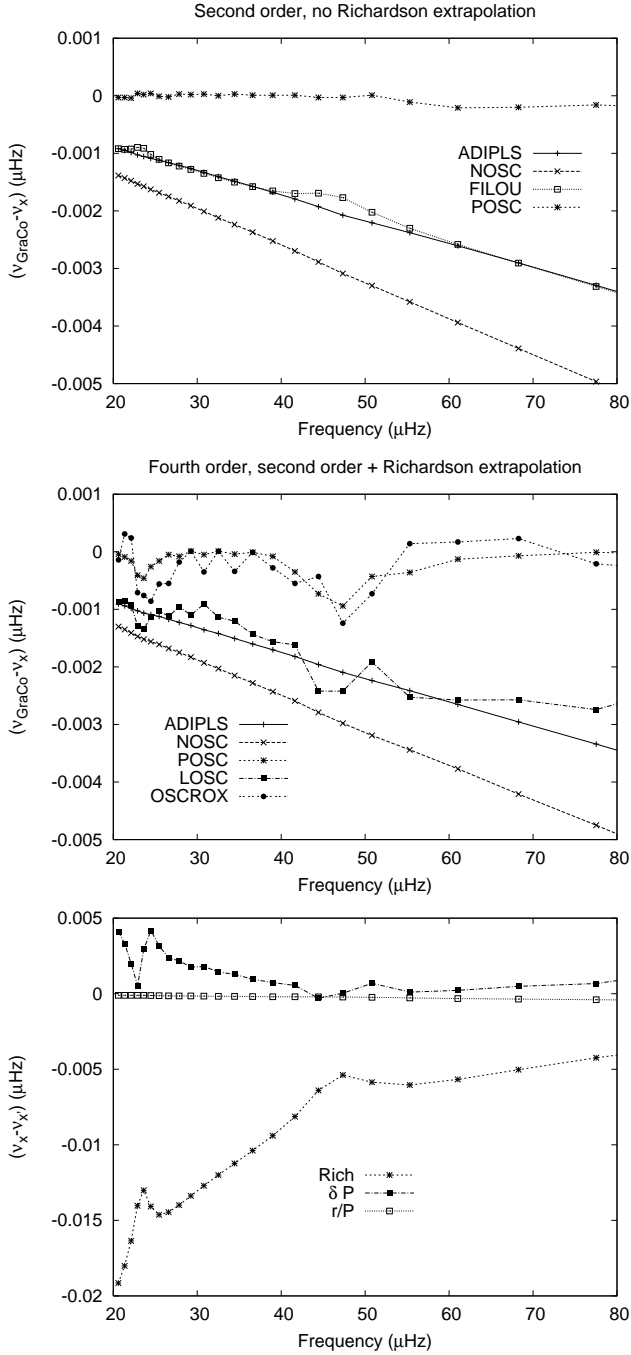 Second order, no Richardson extrapolation
0.001
0
-0.001
-0.002
-0.003
-0.004
-0.005
(νGraCo-νX) (μHz)
ADIPLS
NOSC
FILOU
POSC
20 30 40 50 60 70 80
Frequency (μHz)
Fourth order, second order + Richardson extrapolation
0.001
0
-0.001
-0.002
-0.003
-0.004
-0.005
(νGraCo-νX) (μHz)
ADIPLS
NOSC
POSC
LOSC
OSCROX
20 30 40 50 60 70 80
Frequency (μHz)
0.005
0
-0.005
-0.01
-0.015
-0.02
(νX-νX') (μHz)
Rich
δ P
r/P
20 30 40 50 60 70 80
Frequency (μHz)